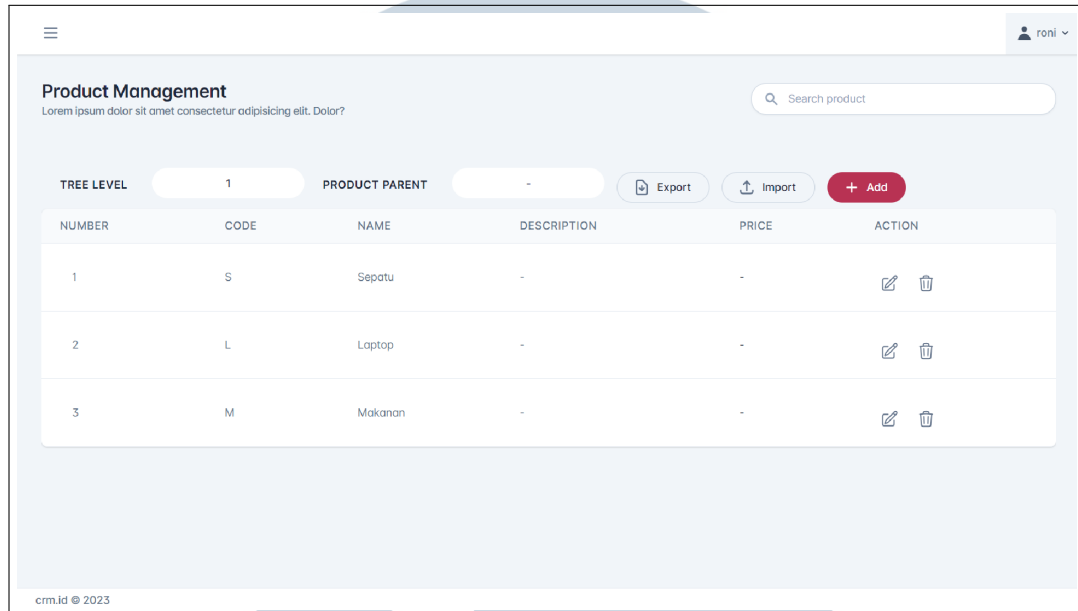 roni
Product Management
Lorem ipsum dolor sit amet consectetur adipisicing elit. Dolor?
Search product
TREE LEVEL 1 PRODUCT PARENT - Export Import + Add
NUMBER CODE NAME DESCRIPTION PRICE ACTION
1 S Sepatu - -
2 L Laptop - -
3 M Makanan - -
crm.id © 2023